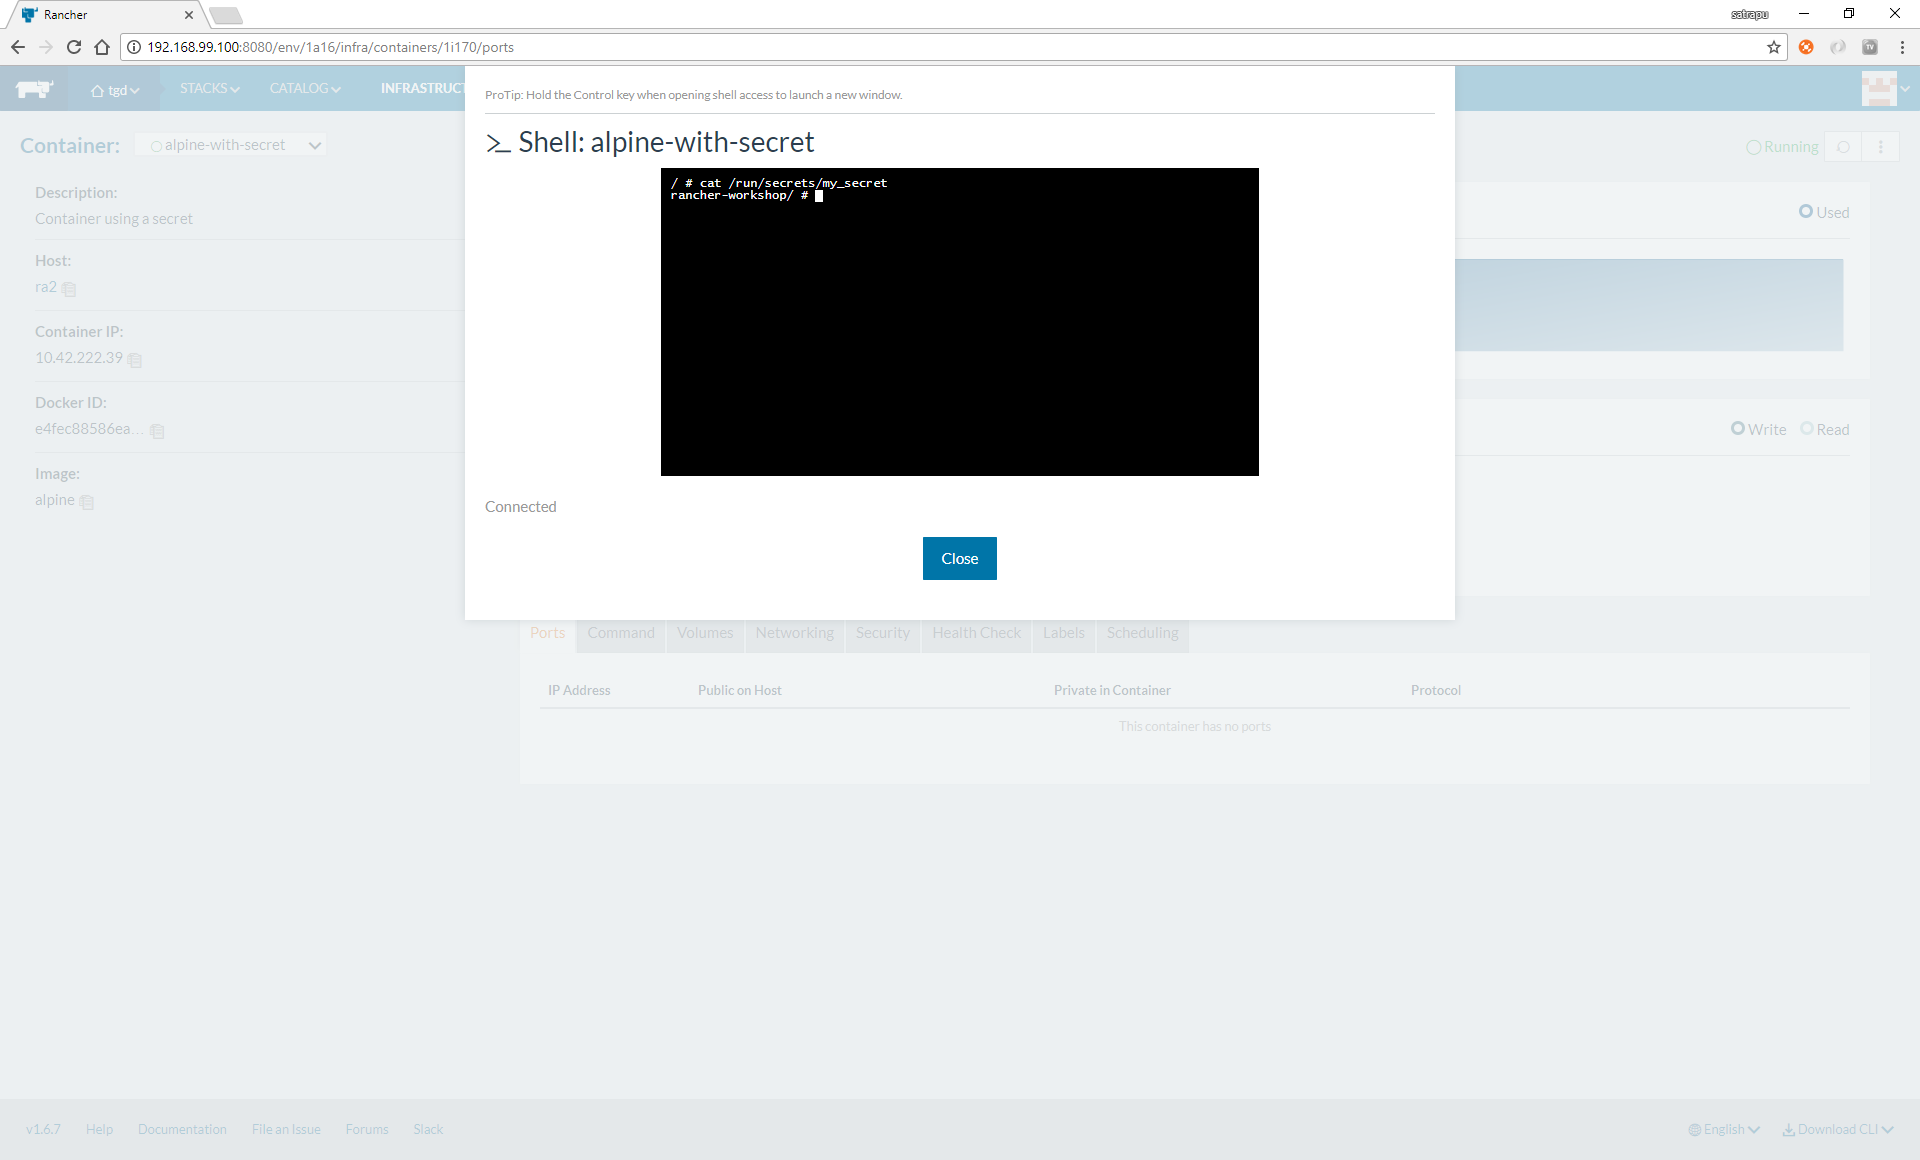 Rancher
satrapu
192.168.99.100:8080/env/1a16/infra/containers/1i170/ports
tgd
STACKS
CATALOG
INFRASTRUCT
ProTip: Hold the Control key when opening shell access to launch a new window.
>_ Shell: alpine-with-secret
/ # cat /run/secrets/my_secret
rancher-workshop/ #
Connected
Close
Container:
alpine-with-secret
Running
Description:
Container using a secret
Host:
ra2
Container IP:
10.42.222.39
Docker ID:
e4fec88586ea...
Image:
alpine
Used
Write
Read
Ports
Command
Volumes
Networking
Security
Health Check
Labels
Scheduling
IP Address
Public on Host
Private in Container
Protocol
This container has no ports
v1.6.7
Help
Documentation
File an Issue
Forums
Slack
English
Download CLI